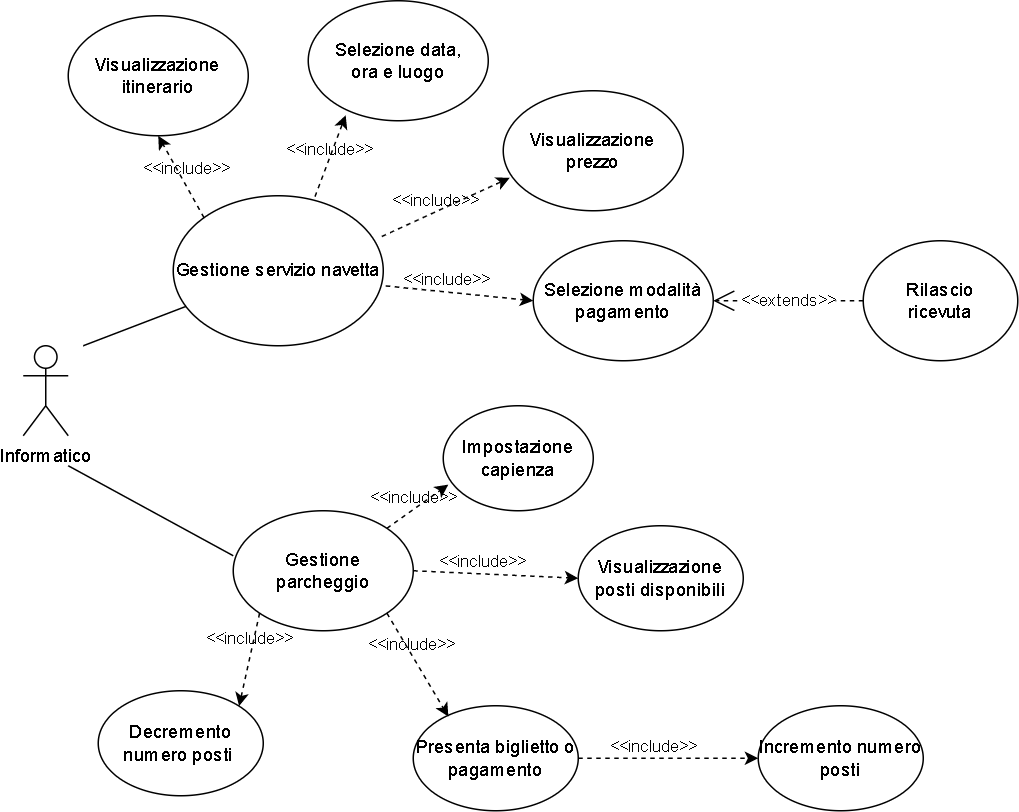 Visualizzazione
itinerario
Selezione data,
ora e luogo
<<include>>
<<include>>
Visualizzazione
prezzo
<<include>>
Gestione servizio navetta
<<include>>
Selezione modalità
pagamento
<<extends>>
Rilascio
ricevuta
Informatico
Impostazione
capienza
<<include>>
Gestione
parcheggio
<<include>>
Visualizzazione
posti disponibili
<<include>>
<<include>>
Decremento
numero posti
Presenta biglietto o
pagamento
<<include>>
Incremento numero
posti